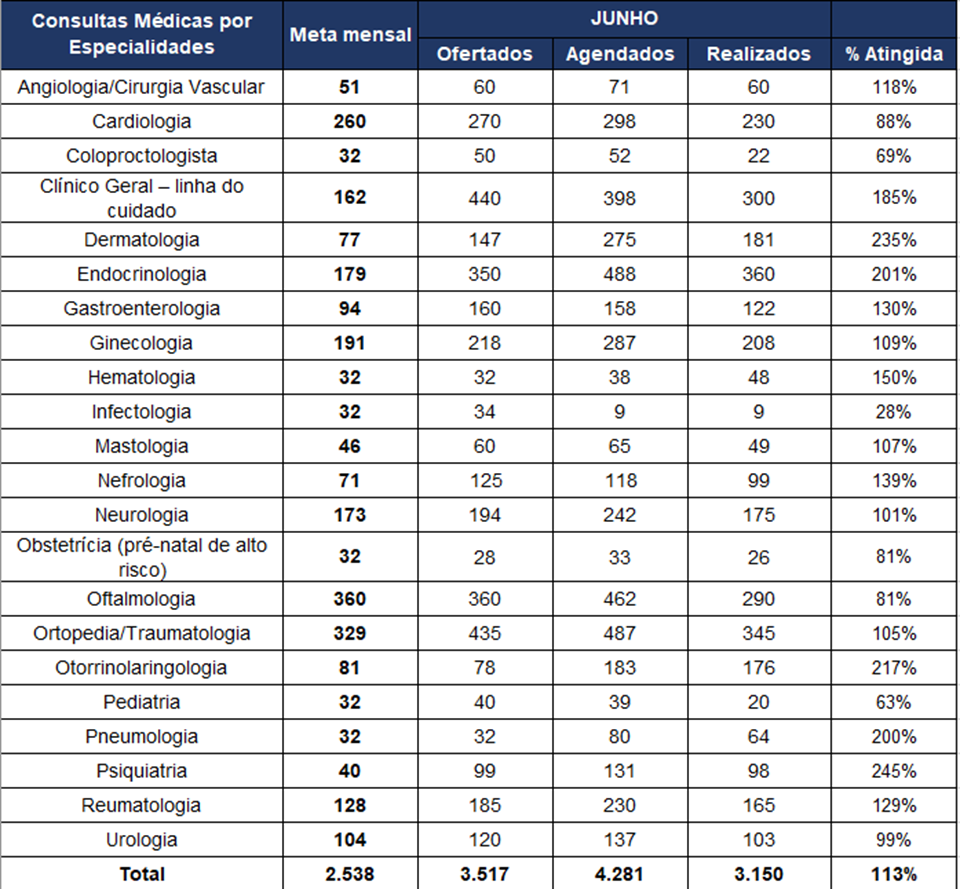 Consultas Médicas por Especialidades | Meta mensal | JUNHO
Ofertados | Agendados | Realizados | % Atingida
Angiologia/Cirurgia Vascular | 51 | 60 | 71 | 60 | 118%
Cardiologia | 260 | 270 | 298 | 230 | 88%
Coloproctologista | 32 | 50 | 52 | 22 | 69%
Clínico Geral – linha do cuidado | 162 | 440 | 398 | 300 | 185%
Dermatologia | 77 | 147 | 275 | 181 | 235%
Endocrinologia | 179 | 350 | 488 | 360 | 201%
Gastroenterologia | 94 | 160 | 158 | 122 | 130%
Ginecologia | 191 | 218 | 287 | 208 | 109%
Hematologia | 32 | 32 | 38 | 48 | 150%
Infectologia | 32 | 34 | 9 | 9 | 28%
Mastologia | 46 | 60 | 65 | 49 | 107%
Nefrologia | 71 | 125 | 118 | 99 | 139%
Neurologia | 173 | 194 | 242 | 175 | 101%
Obstetrícia (pré-natal de alto risco) | 32 | 28 | 33 | 26 | 81%
Oftalmologia | 360 | 360 | 462 | 290 | 81%
Ortopedia/Traumatologia | 329 | 435 | 487 | 345 | 105%
Otorrinolaringologia | 81 | 78 | 183 | 176 | 217%
Pediatria | 32 | 40 | 39 | 20 | 63%
Pneumologia | 32 | 32 | 80 | 64 | 200%
Psiquiatria | 40 | 99 | 131 | 98 | 245%
Reumatologia | 128 | 185 | 230 | 165 | 129%
Urologia | 104 | 120 | 137 | 103 | 99%
Total | 2.538 | 3.517 | 4.281 | 3.150 | 113%